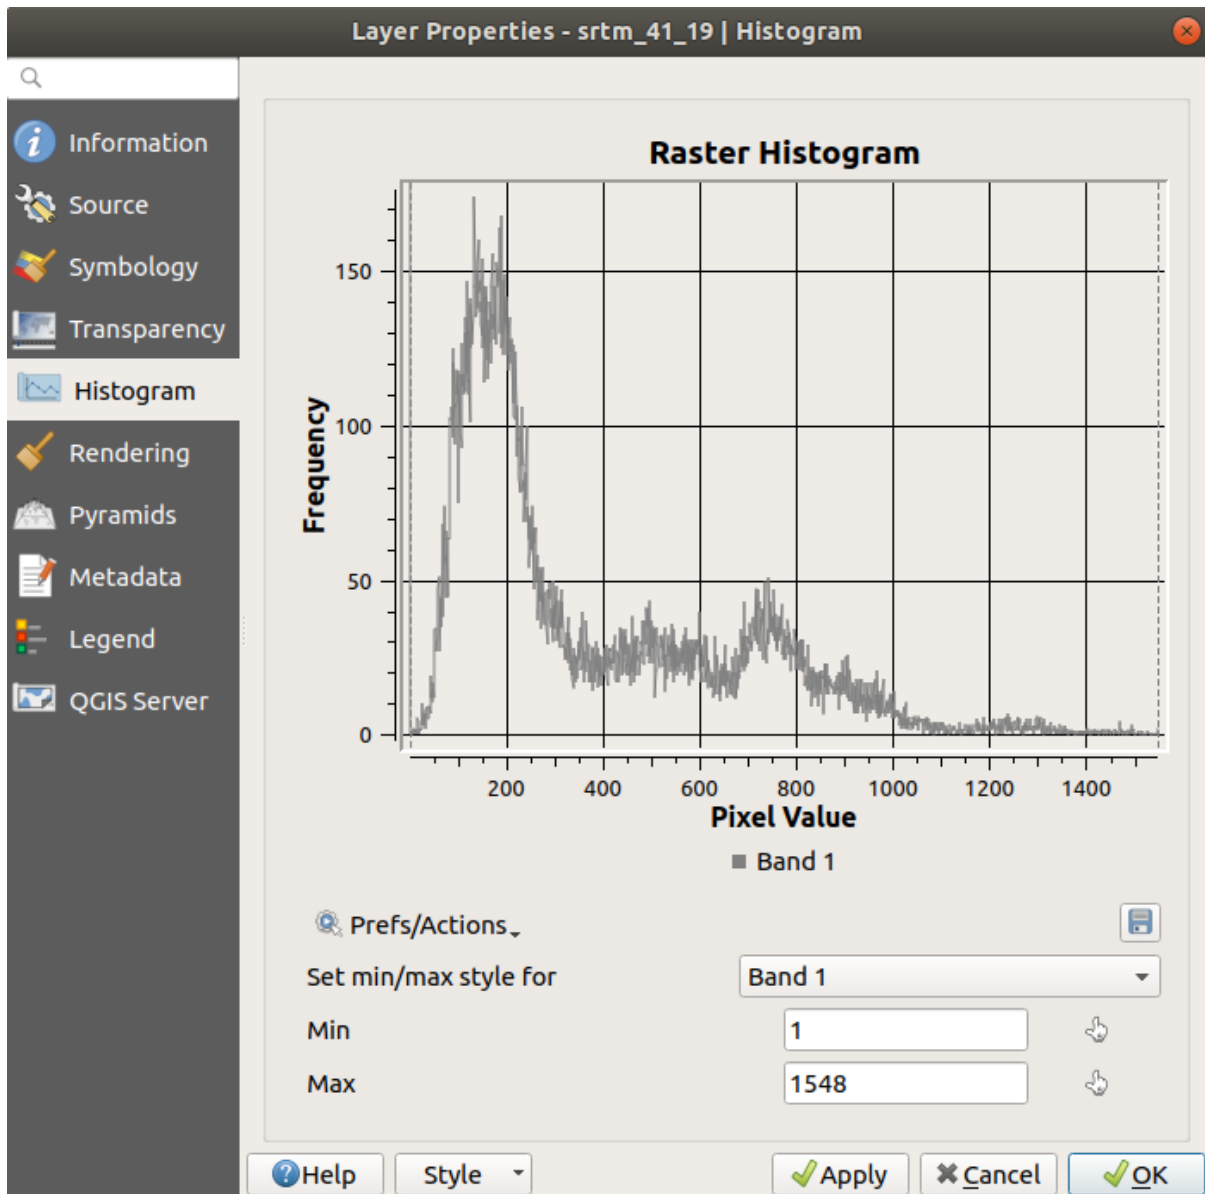 Layer Properties - srtm_41_19 | Histogram
Information
Source
Symbology
Transparency
Histogram
Rendering
Pyramids
Metadata
Legend
QGIS Server
Raster Histogram
Frequency
150
100
50
0
200 400 600 800 1000 1200 1400
Pixel Value
Band 1
Prefs/Actions
Set min/max style for Band 1
Min 1
Max 1548
Help Style Apply Cancel OK